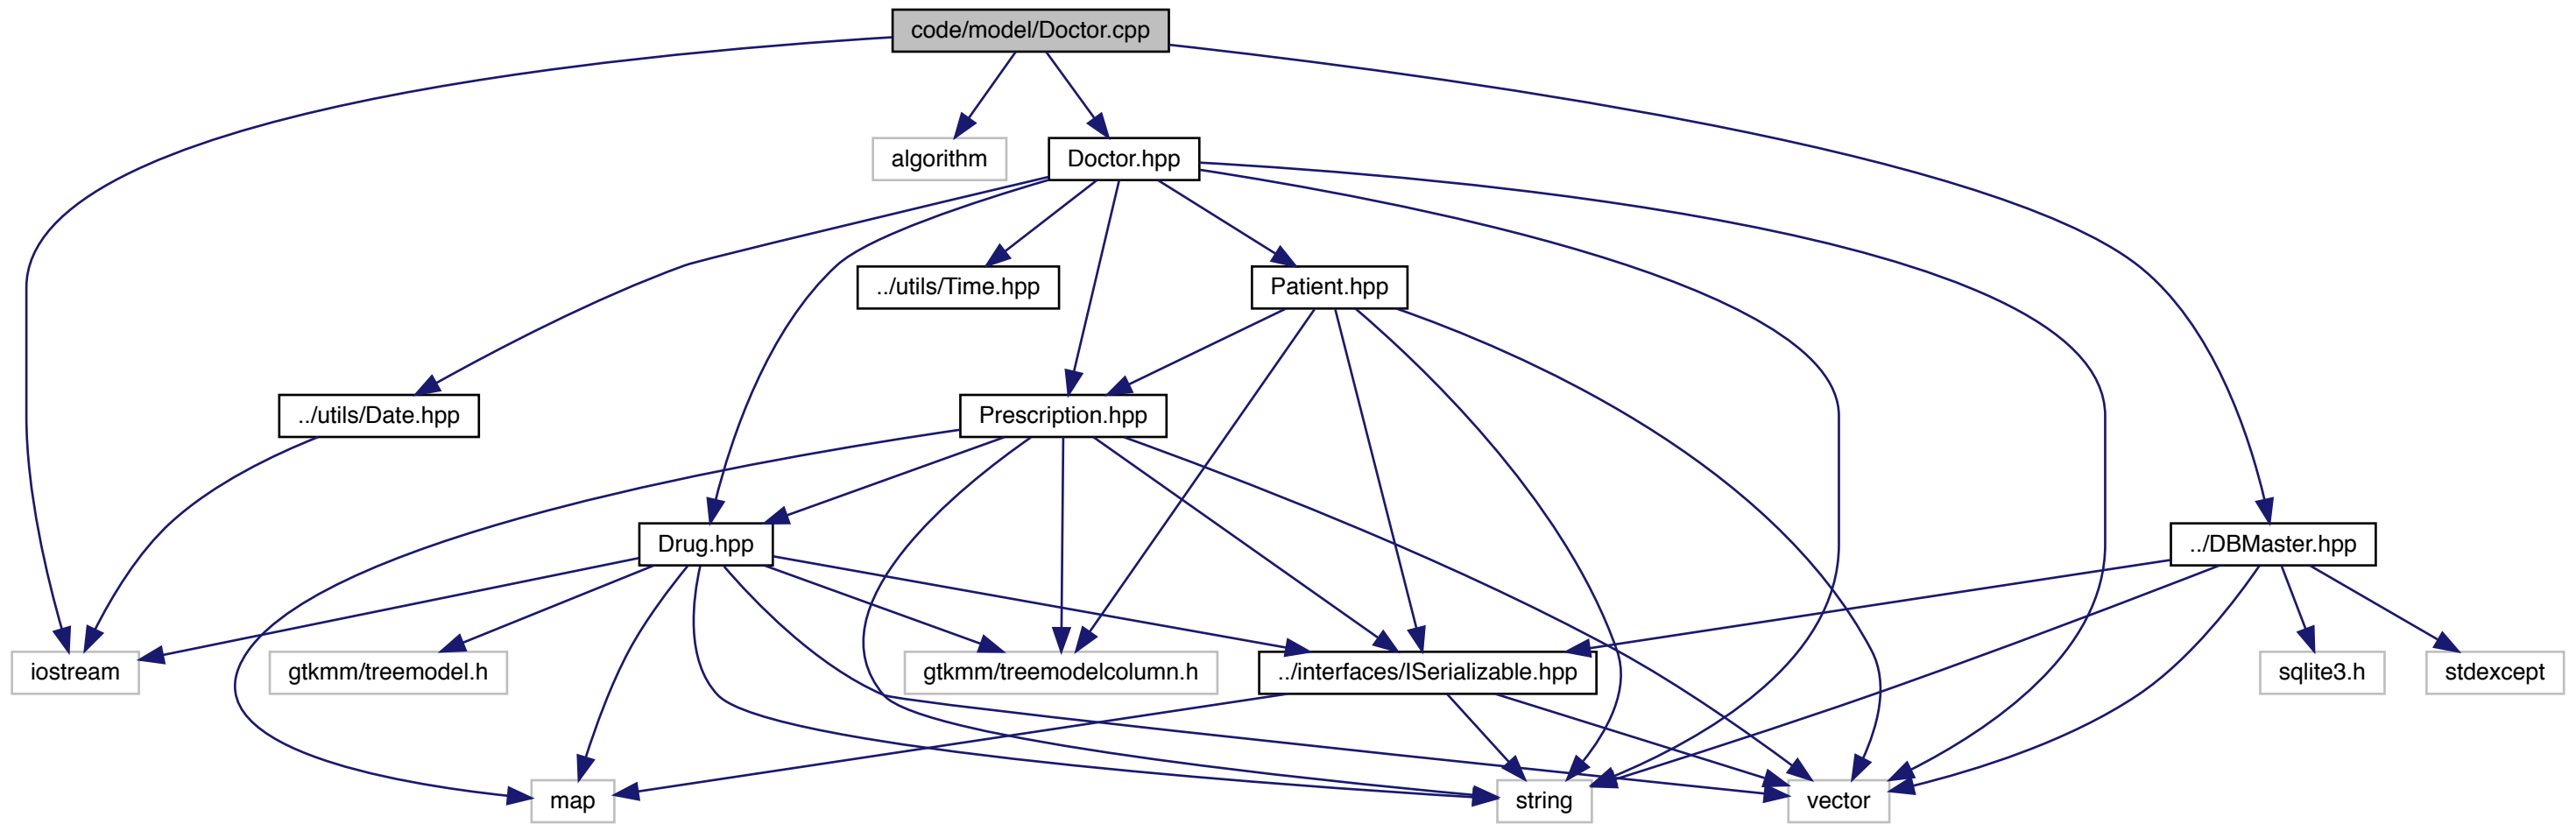 code/model/Doctor.cpp
algorithm
Doctor.hpp
../utils/Time.hpp
Patient.hpp
../utils/Date.hpp
Prescription.hpp
Drug.hpp
../DBMaster.hpp
iostream
gtkmm/treemodel.h
gtkmm/treemodelcolumn.h
../interfaces/ISerializable.hpp
sqlite3.h
stdexcept
map
string
vector